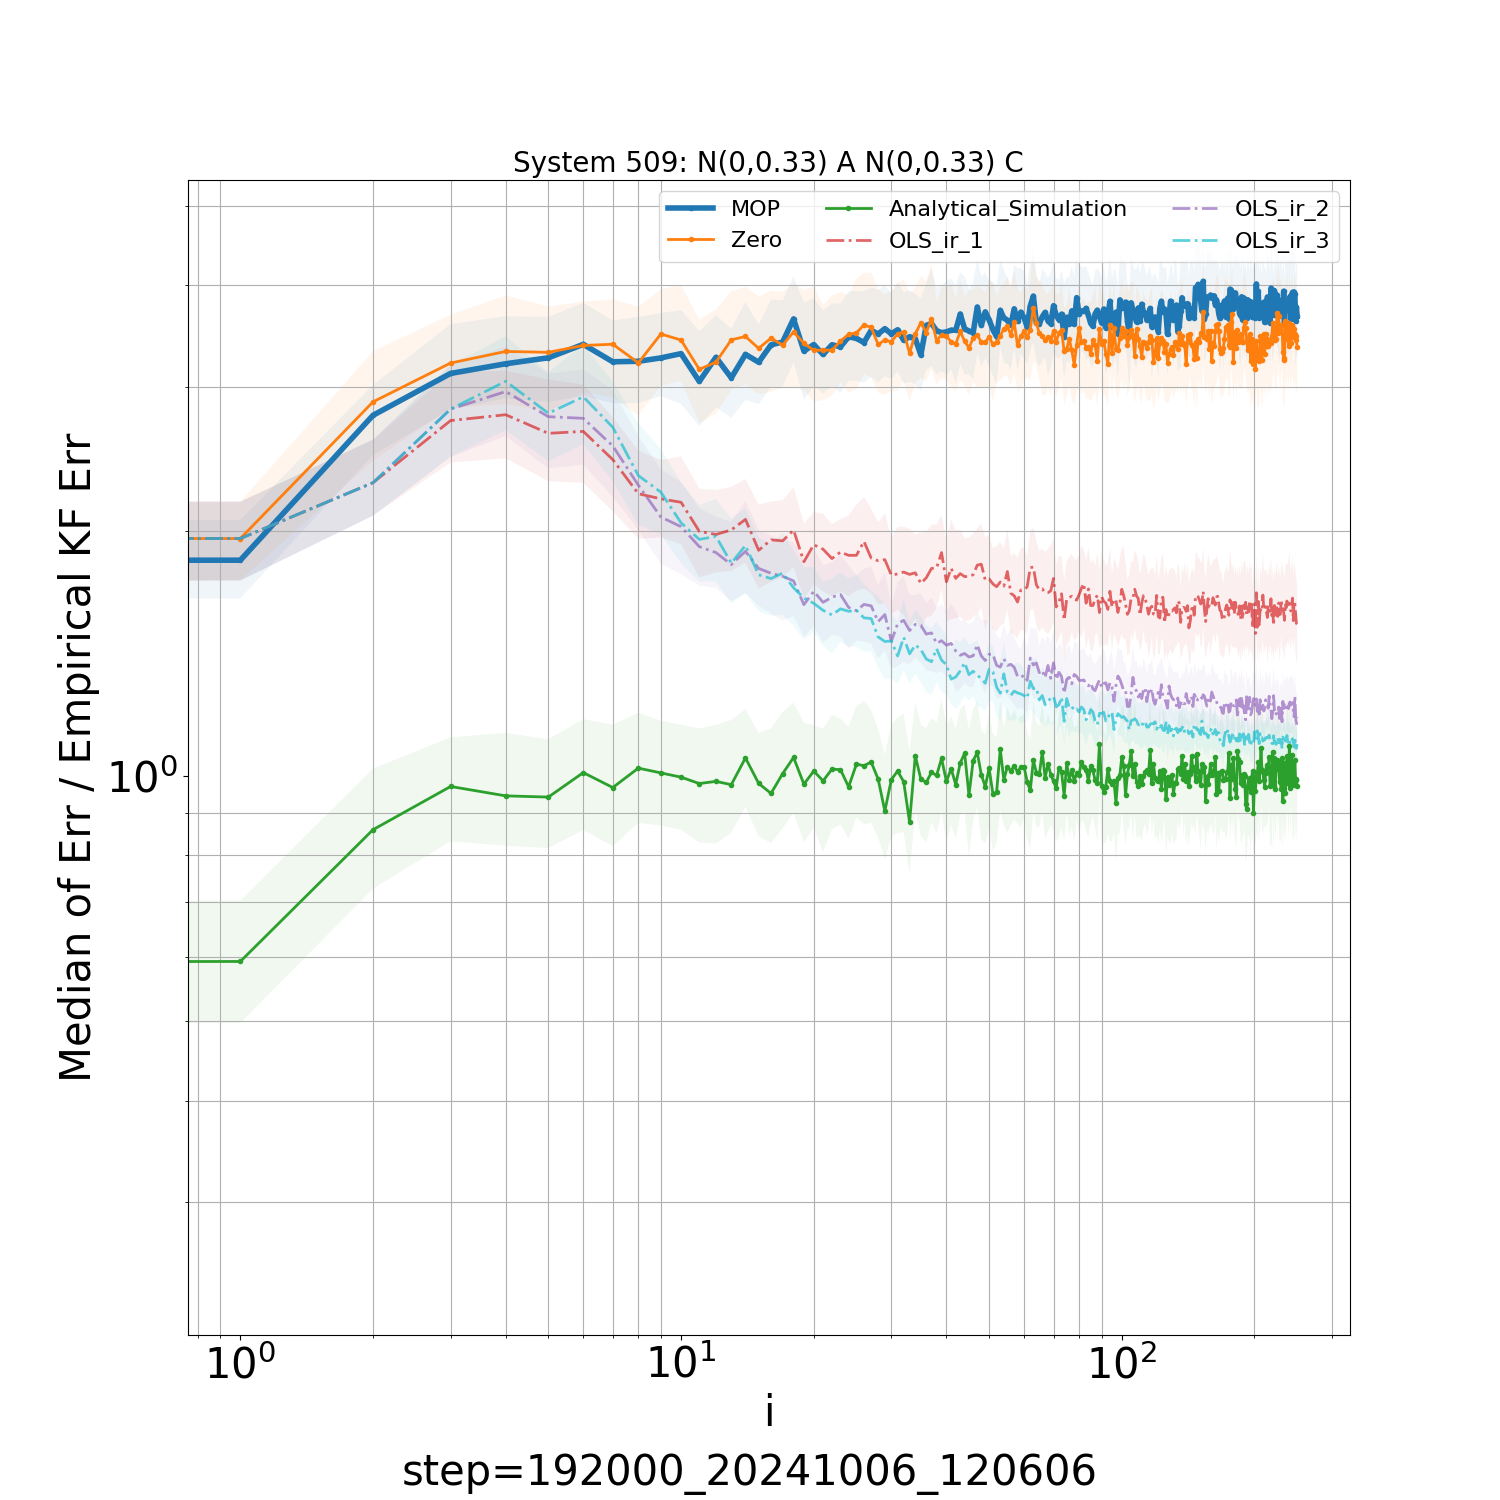 System 509: N(0,0.33) A N(0,0.33) C
MOP
Zero
Analytical_Simulation
OLS_ir_1
OLS_ir_2
OLS_ir_3
Median of Err / Empirical KF Err
10⁰
10⁰ 10¹ 10²
i
step=192000_20241006_120606